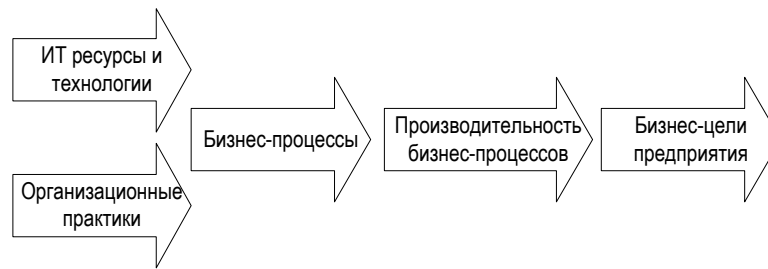 ИТ ресурсы и
технологии
Организационные
практики
Бизнес-процессы
Производительность
бизнес-процессов
Бизнес-цели
предприятия